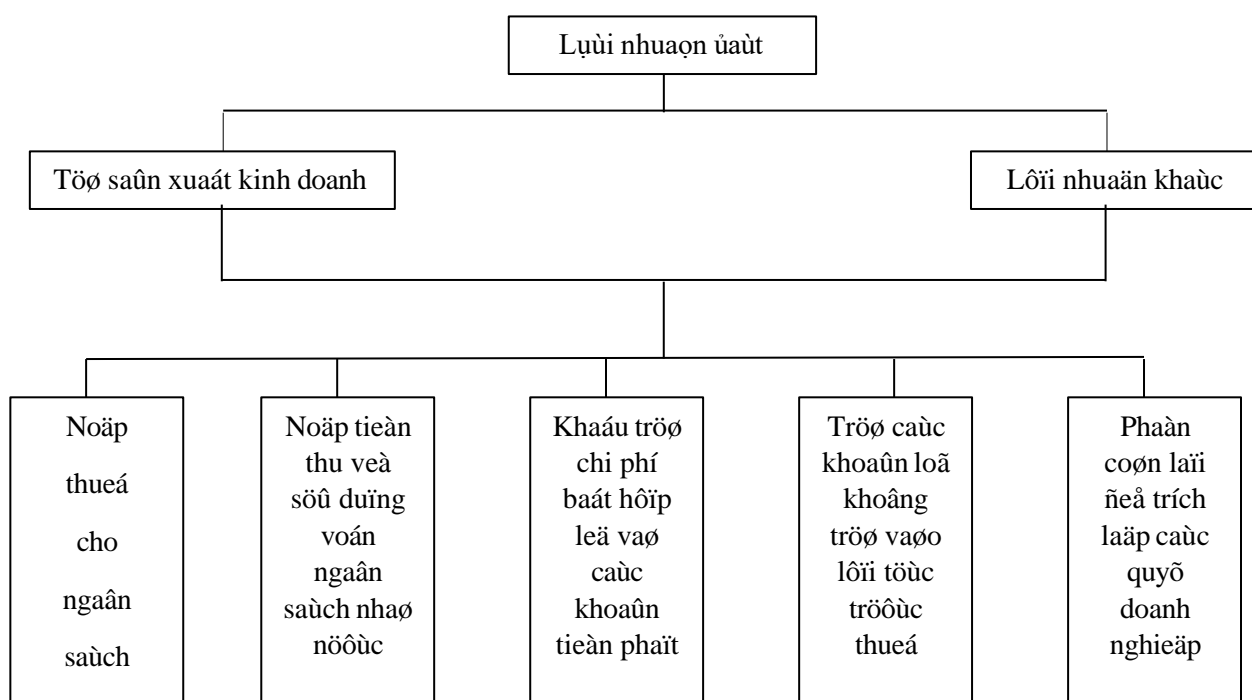 Lụùi nhuaọn ủaùt
Töø saûn xuaát kinh doanh
Lôïi nhuaän khaùc
Noäp
thueá
cho
ngaân
saùch
Noäp tieàn
thu veà
söû duïng
voán
ngaân
saùch nhaø
nöôùc
Khaáu tröø
chi phí
baát hôïp
leä vaø
caùc
khoaûn
tieàn phaït
Tröø caùc
khoaûn loã
khoâng
tröø vaøo
lôïi töùc
tröôùc
thueá
Phaàn
coøn laïi
ñeå trích
laäp caùc
quyõ
doanh
nghieäp